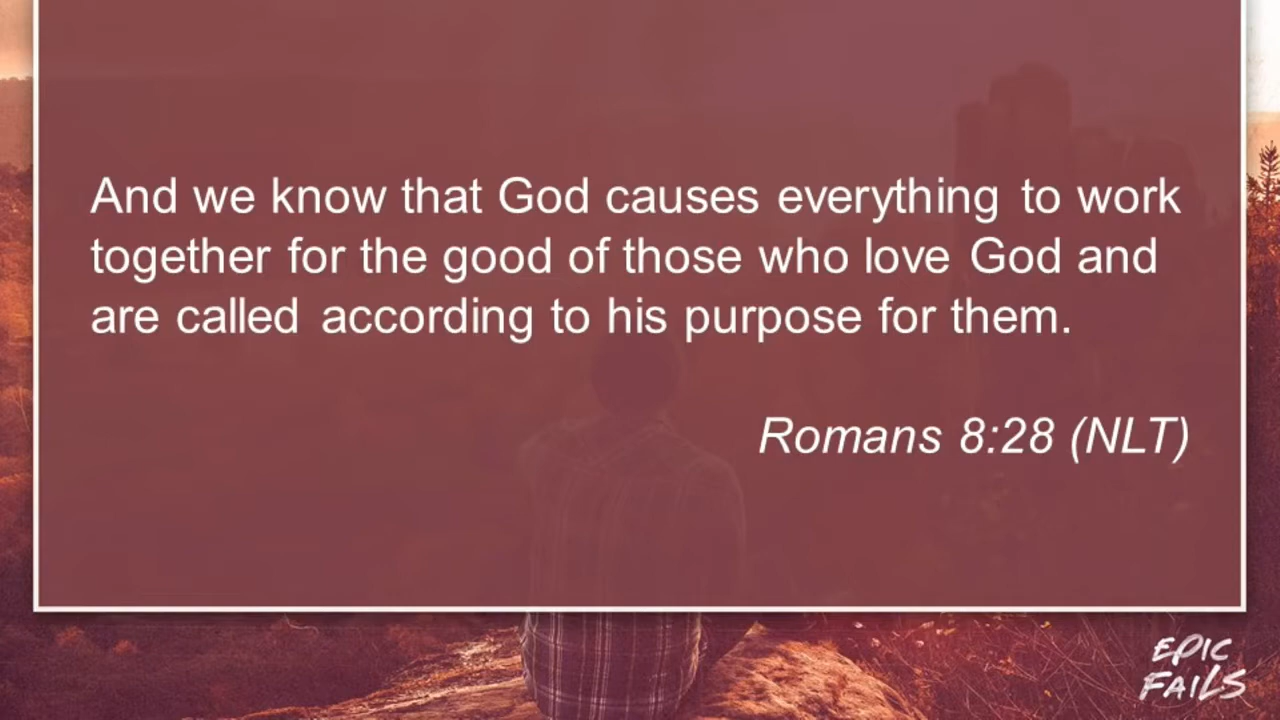 And we know that God causes everything to work
together for the good of those who love God and
are called according to his purpose for them.
Romans 8:28 (NLT)
EPIC
FAILS